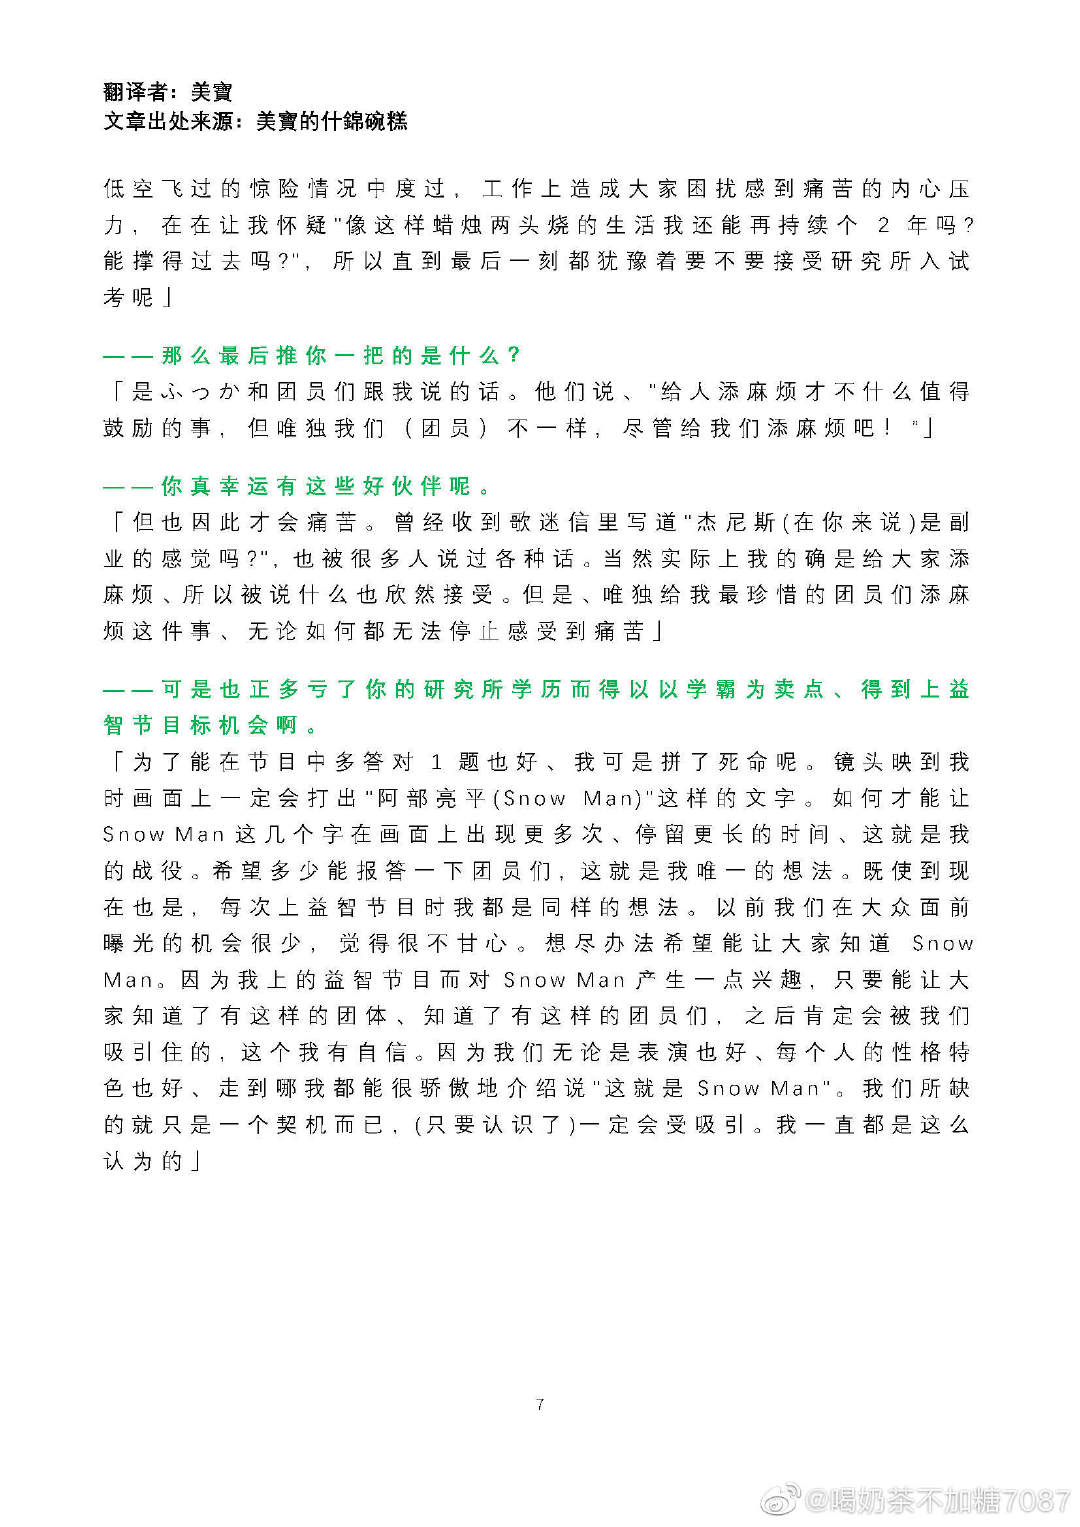 翻译者：美寶
文章出处来源：美寶的什錦碗糕
低空飞过的惊险情况中度过，工作上造成大家困扰感到痛苦的内心压
力，在在让我怀疑"像这样蜡烛两头烧的生活我还能再持续个 2 年吗?
能撑得过去吗?"，所以直到最后一刻都犹豫着要不要接受研究所入试
考呢」
——那么最后推你一把的是什么？
「是ふっか和团员们跟我说的话。他们说、"给人添麻烦才不什么值得
鼓励的事，但唯独我们（团员）不一样，尽管给我们添麻烦吧！"」
——你真幸运有这些好伙伴呢。
「但也因此才会痛苦。曾经收到歌迷信里写道"杰尼斯(在你来说)是副
业的感觉吗?"，也被很多人说过各种话。当然实际上我的确是给大家添
麻烦、所以被说什么也欣然接受。但是、唯独给我最珍惜的团员们添麻
烦这件事、无论如何都无法停止感受到痛苦」
——可是也正多亏了你的研究所学历而得以以学霸为卖点、得到上益
智节目标机会啊。
「为了能在节目中多答对 1 题也好、我可是拼了死命呢。镜头映到我
时画面上一定会打出"阿部亮平(Snow Man)"这样的文字。如何才能让
Snow Man 这几个字在画面上出现更多次、停留更长的时间、这就是我
的战役。希望多少能报答一下团员们，这就是我唯一的想法。既使到现
在也是，每次上益智节目时我都是同样的想法。以前我们在大众面前
曝光的机会很少，觉得很不甘心。想尽办法希望能让大家知道 Snow
Man。因为我上的益智节目而对 Snow Man 产生一点兴趣，只要能让大
家知道了有这样的团体、知道了有这样的团员们，之后肯定会被我们
吸引住的，这个我有自信。因为我们无论是表演也好、每个人的性格特
色也好、走到哪我都能很骄傲地介绍说"这就是 Snow Man"。我们所缺
的就只是一个契机而已，(只要认识了)一定会受吸引。我一直都是这么
认为的」
7
@喝奶茶不加糖7087